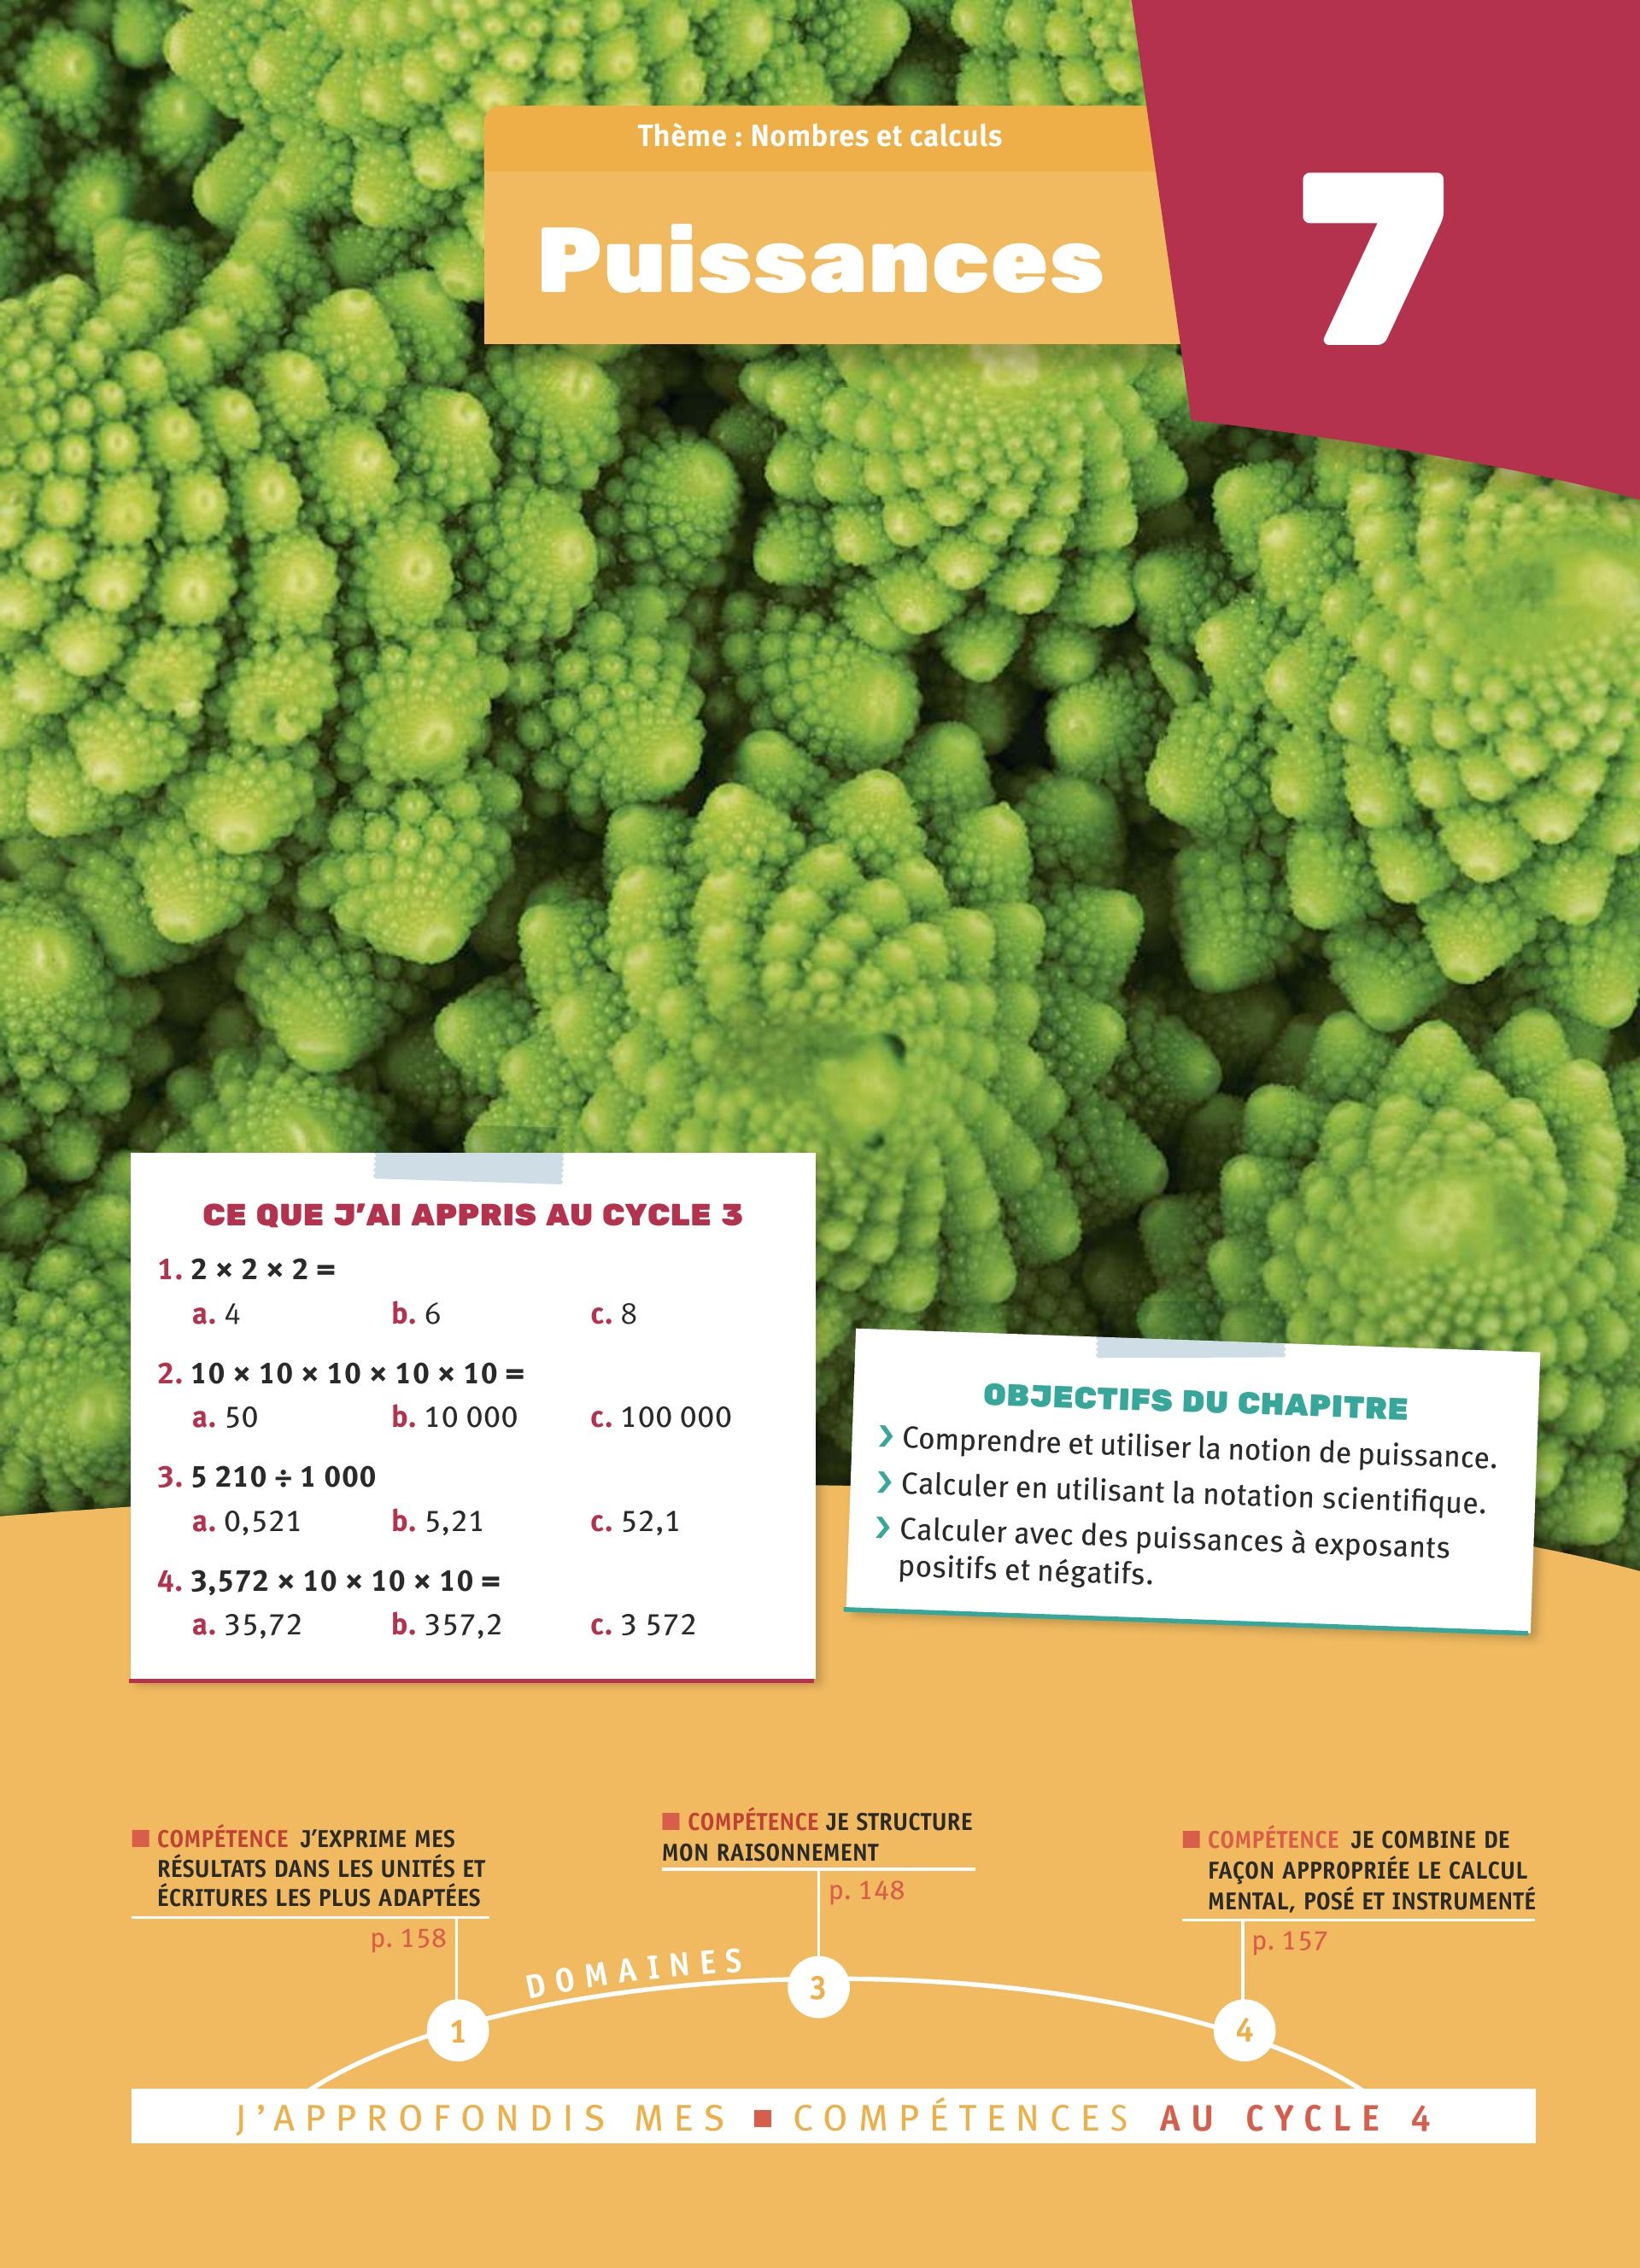 Thème : Nombres et calculs
Puissances
7
CE QUE J’AI APPRIS AU CYCLE 3
1. 2 × 2 × 2 =
a. 4 b. 6 c. 8
2. 10 × 10 × 10 × 10 × 10 =
a. 50 b. 10 000 c. 100 000
3. 5 210 ÷ 1 000
a. 0,521 b. 5,21 c. 52,1
4. 3,572 × 10 × 10 × 10 =
a. 35,72 b. 357,2 c. 3 572
OBJECTIFS DU CHAPITRE
› Comprendre et utiliser la notion de puissance.
› Calculer en utilisant la notation scientifique.
› Calculer avec des puissances à exposants
positifs et négatifs.
■ COMPÉTENCE J’EXPRIME MES
RÉSULTATS DANS LES UNITÉS ET
ÉCRITURES LES PLUS ADAPTÉES
p. 158
■ COMPÉTENCE JE STRUCTURE
MON RAISONNEMENT
p. 148
■ COMPÉTENCE JE COMBINE DE
FAÇON APPROPRIÉE LE CALCUL
MENTAL, POSÉ ET INSTRUMENTÉ
p. 157
DOMAINES
1
3
4
J’APPROFONDIS MES ■ COMPÉTENCES AU CYCLE 4